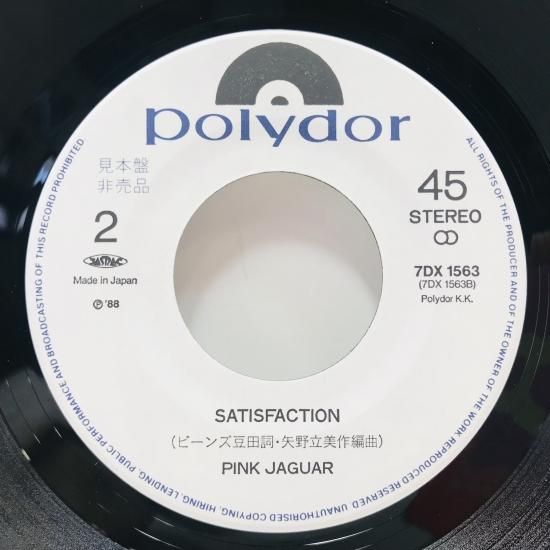 polydor
見本盤
非売品
2
JASRAC
Made in Japan
Ⓟ'88
45
STEREO
7DX 1563
(7DX 1563B)
Polydor K.K.
SATISFACTION
(ビーンズ豆田詞・矢野立美作編曲)
PINK JAGUAR
ALL RIGHTS OF THE PRODUCER AND OF THE OWNER OF THE WORK REPRODUCED RESERVED UNAUTHORISED COPYING, HIRING, LENDING, PUBLIC PERFORMANCE AND BROADCASTING OF THIS RECORD PROHIBITED